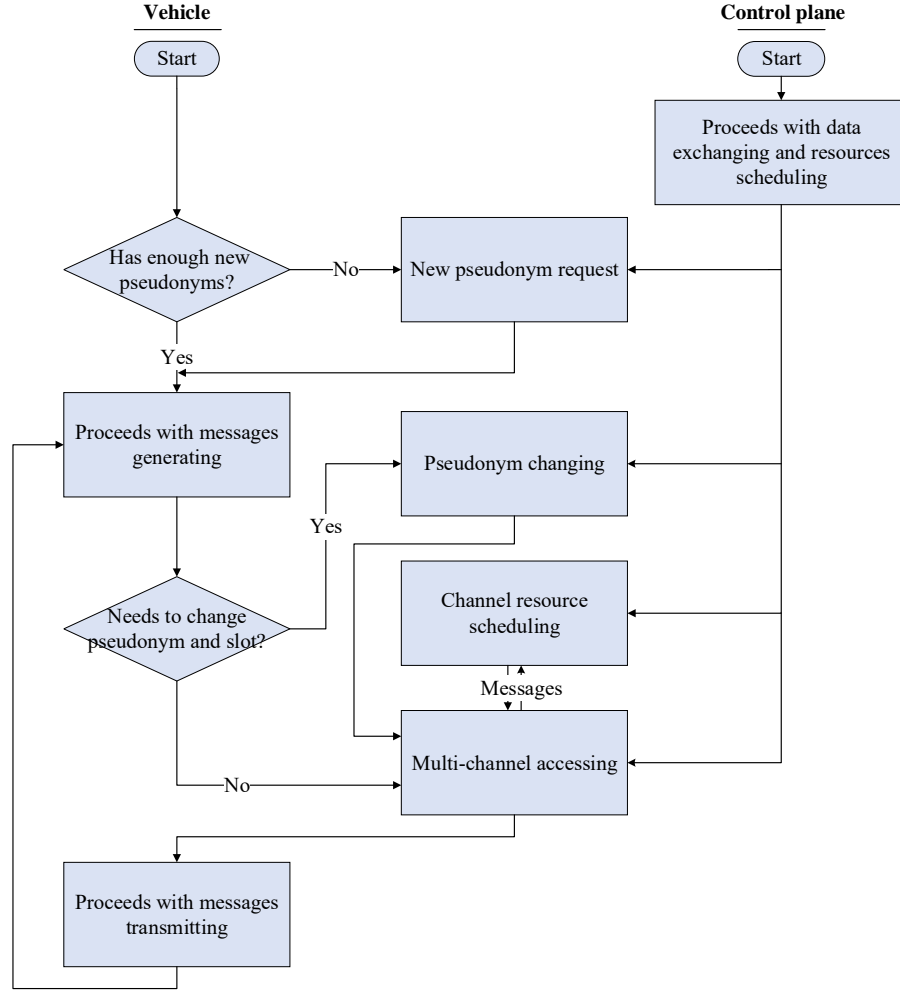 Vehicle
Control plane
Start
Start
Proceeds with data
exchanging and resources
scheduling
Has enough new
pseudonyms?
No
New pseudonym request
Yes
Proceeds with messages
generating
Pseudonym changing
Yes
Needs to change
pseudonym and slot?
Channel resource
scheduling
Messages
Multi-channel accessing
No
Proceeds with messages
transmitting